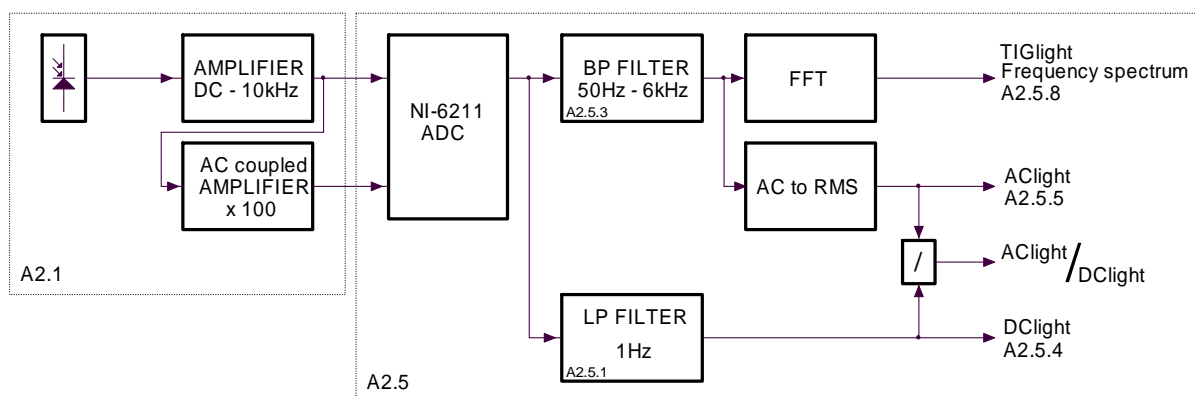 AMPLIFIER
DC - 10kHz
AC coupled
AMPLIFIER
x 100
A2.1
NI-6211
ADC
BP FILTER
50Hz - 6kHz
A2.5.3
FFT
TIGlight
Frequency spectrum
A2.5.8
AC to RMS
AClight
A2.5.5
/
AClight
/
DClight
LP FILTER
1Hz
A2.5.1
DClight
A2.5.4
A2.5